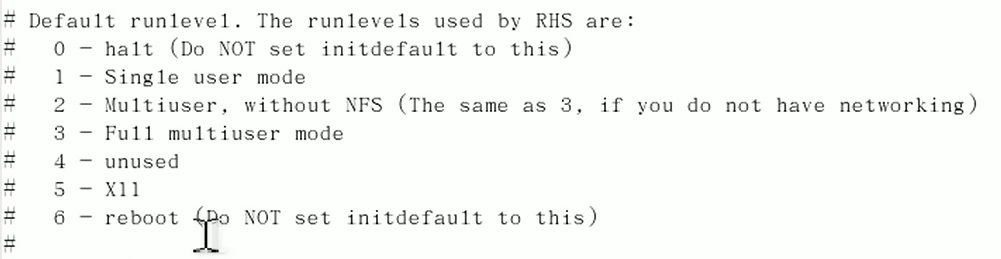 # Default runlevel. The runlevels used by RHS are:
#   0 - halt (Do NOT set initdefault to this)
#   1 - Single user mode
#   2 - Multiuser, without NFS (The same as 3, if you do not have networking)
#   3 - Full multiuser mode
#   4 - unused
#   5 - X11
#   6 - reboot (Do NOT set initdefault to this)
#